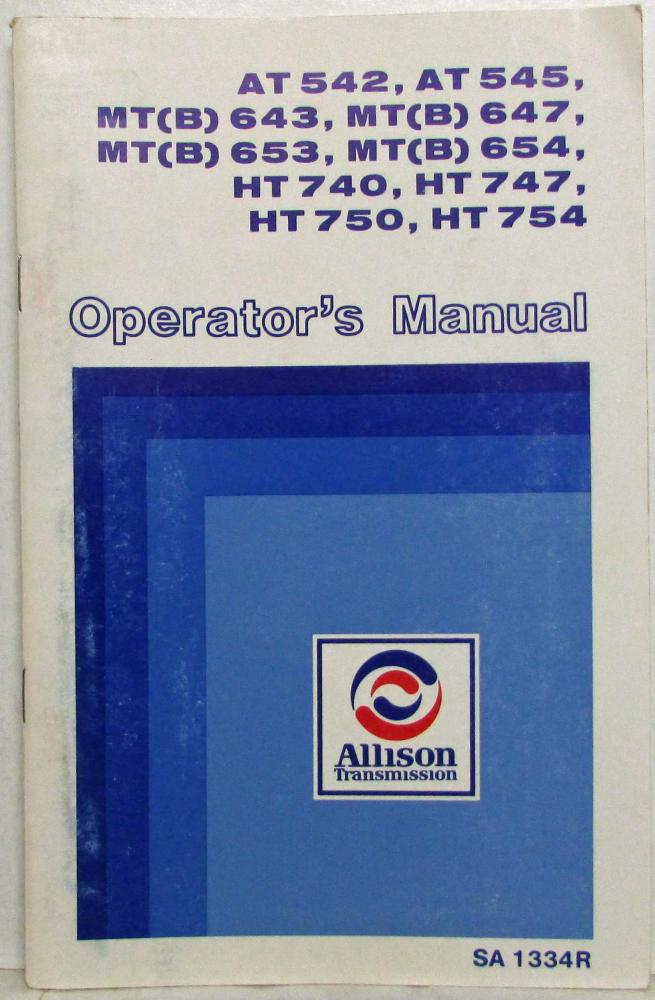 AT 542, AT 545,
MT(B) 643, MT(B) 647,
MT(B) 653, MT(B) 654,
HT 740, HT 747,
HT 750, HT 754
Operator's Manual
Allison
Transmission
SA 1334R